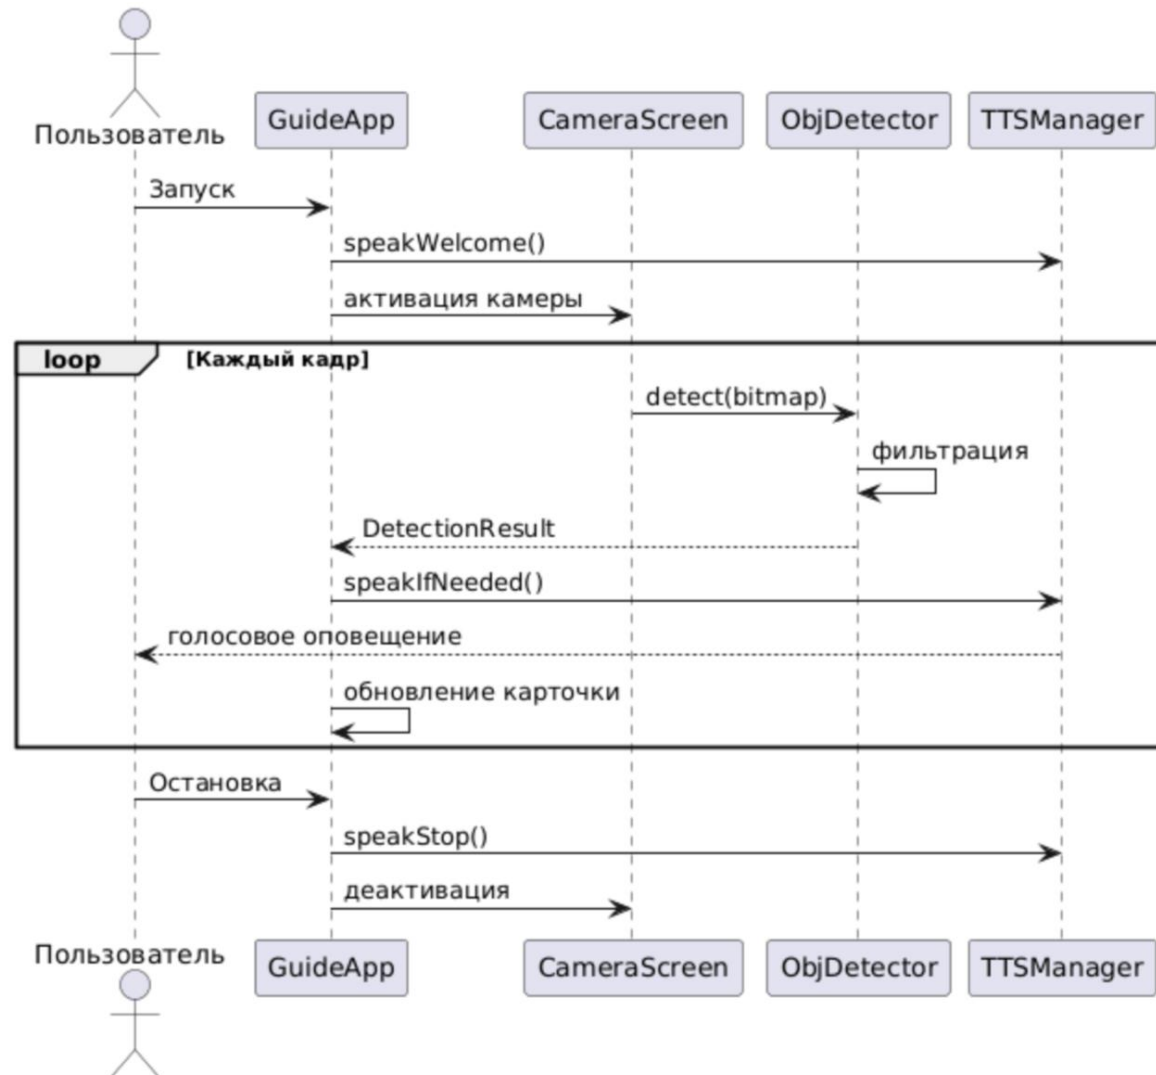 Пользователь
GuideApp
CameraScreen
ObjDetector
TTSManager
Запуск
speakWelcome()
активация камеры
loop
[Каждый кадр]
detect(bitmap)
фильтрация
DetectionResult
speakIfNeeded()
голосовое оповещение
обновление карточки
Остановка
speakStop()
деактивация
Пользователь
GuideApp
CameraScreen
ObjDetector
TTSManager